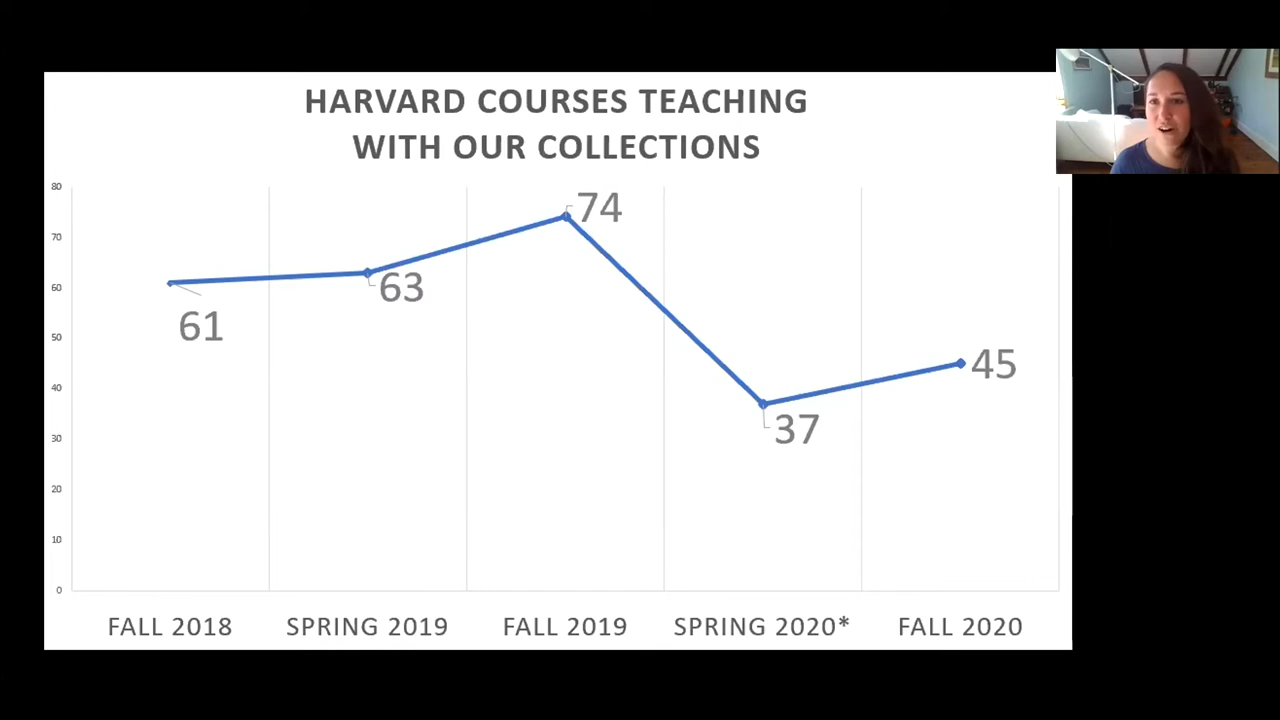 HARVARD COURSES TEACHING
WITH OUR COLLECTIONS
80
70
60
50
40
30
20
10
0
61
63
74
37
45
FALL 2018
SPRING 2019
FALL 2019
SPRING 2020*
FALL 2020